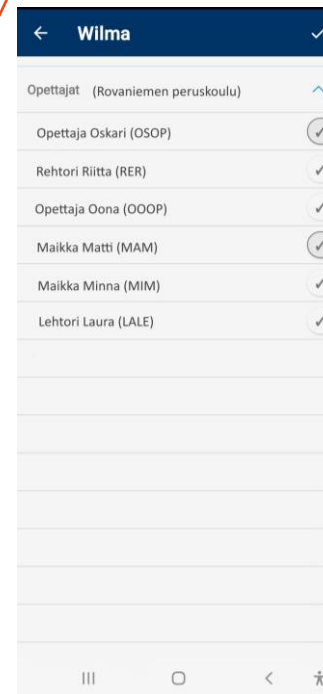 Wilma
Opettajat (Rovaniemen peruskoulu)
Opettaja Oskari (OSOP)
Rehtori Riitta (RER)
Opettaja Oona (OOOP)
Maikka Matti (MAM)
Maikka Minna (MIM)
Lehtori Laura (LALE)